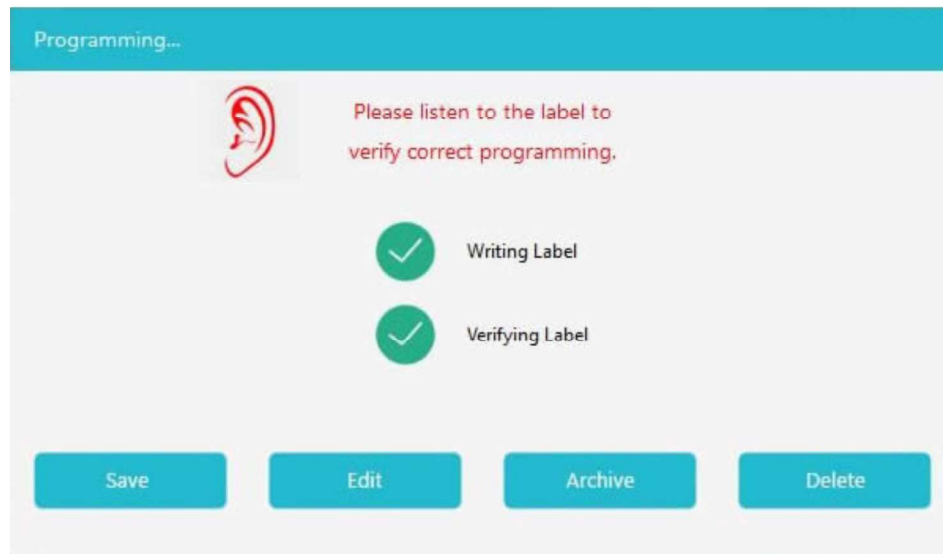 Programming...
Please listen to the label to
verify correct programming.
Writing Label
Verifying Label
Save
Edit
Archive
Delete